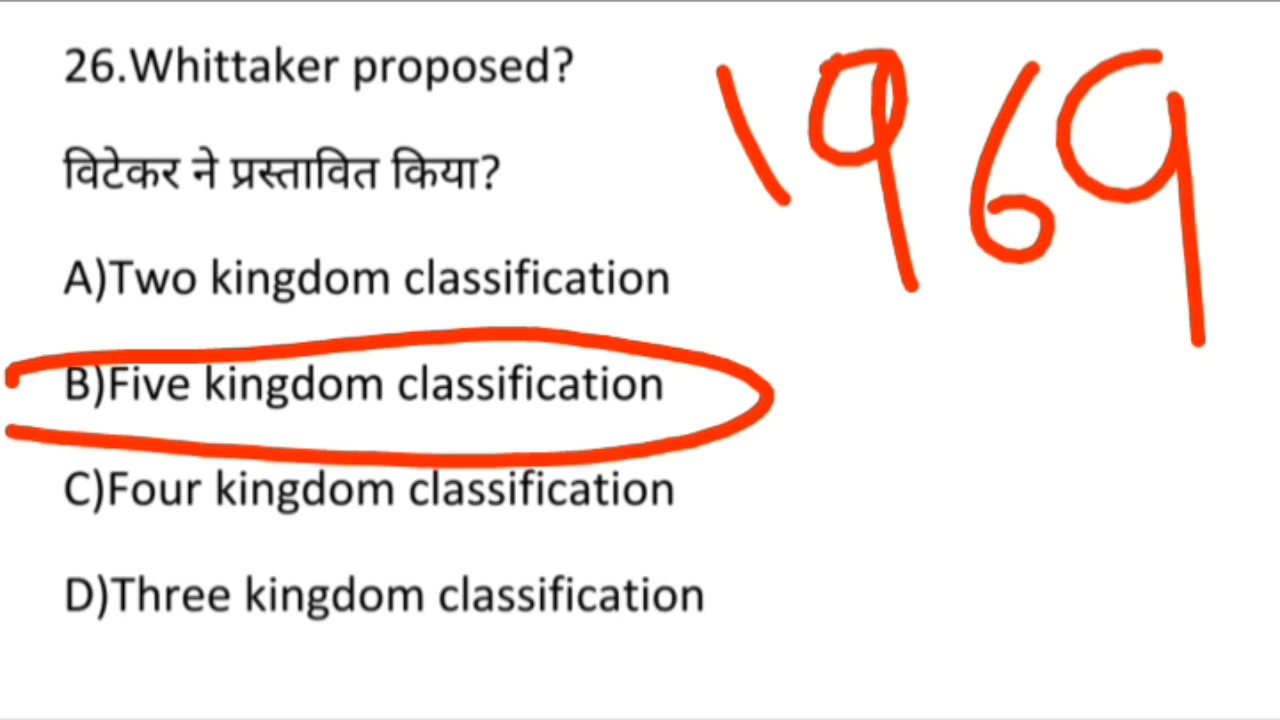 26.Whittaker proposed?
1969
विटेकर ने प्रस्तावित किया?
A)Two kingdom classification
B)Five kingdom classification
C)Four kingdom classification
D)Three kingdom classification